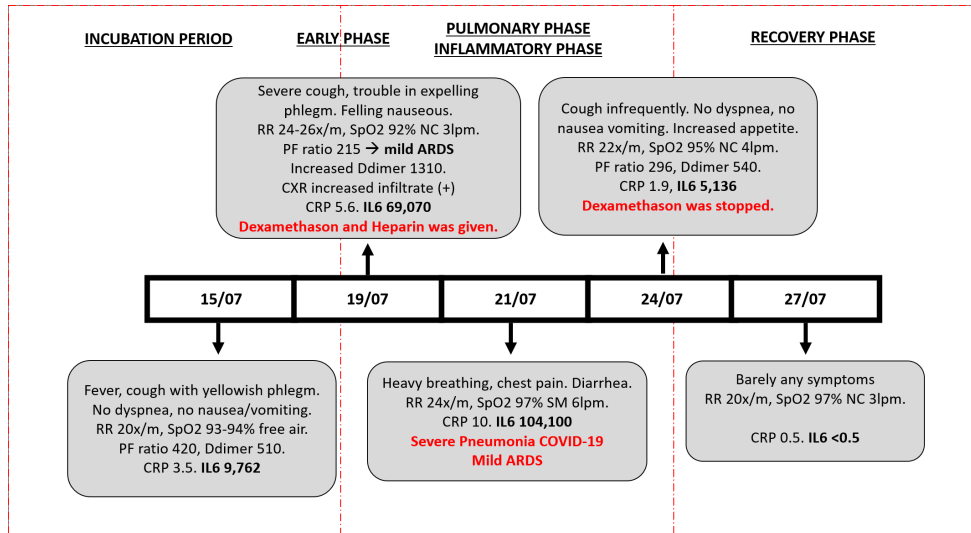 INCUBATION PERIOD
EARLY PHASE
PULMONARY PHASE
INFLAMMATORY PHASE
RECOVERY PHASE
Severe cough, trouble in expelling
phlegm. Felling nauseous.
RR 24-26x/m, SpO2 92% NC 3lpm.
PF ratio 215 → mild ARDS
Increased Ddimer 1310.
CXR increased infiltrate (+)
CRP 5.6. IL6 69,070
Dexamethason and Heparin was given.
Cough infrequently. No dyspnea, no
nausea vomiting. Increased appetite.
RR 22x/m, SpO2 95% NC 4lpm.
PF ratio 296, Ddimer 540.
CRP 1.9, IL6 5,136
Dexamethason was stopped.
15/07
19/07
21/07
24/07
27/07
Fever, cough with yellowish phlegm.
No dyspnea, no nausea/vomiting.
RR 20x/m, SpO2 93-94% free air.
PF ratio 420, Ddimer 510.
CRP 3.5. IL6 9,762
Heavy breathing, chest pain. Diarrhea.
RR 24x/m, SpO2 97% SM 6lpm.
CRP 10. IL6 104,100
Severe Pneumonia COVID-19
Mild ARDS
Barely any symptoms
RR 20x/m, SpO2 97% NC 3lpm.
CRP 0.5. IL6 <0.5